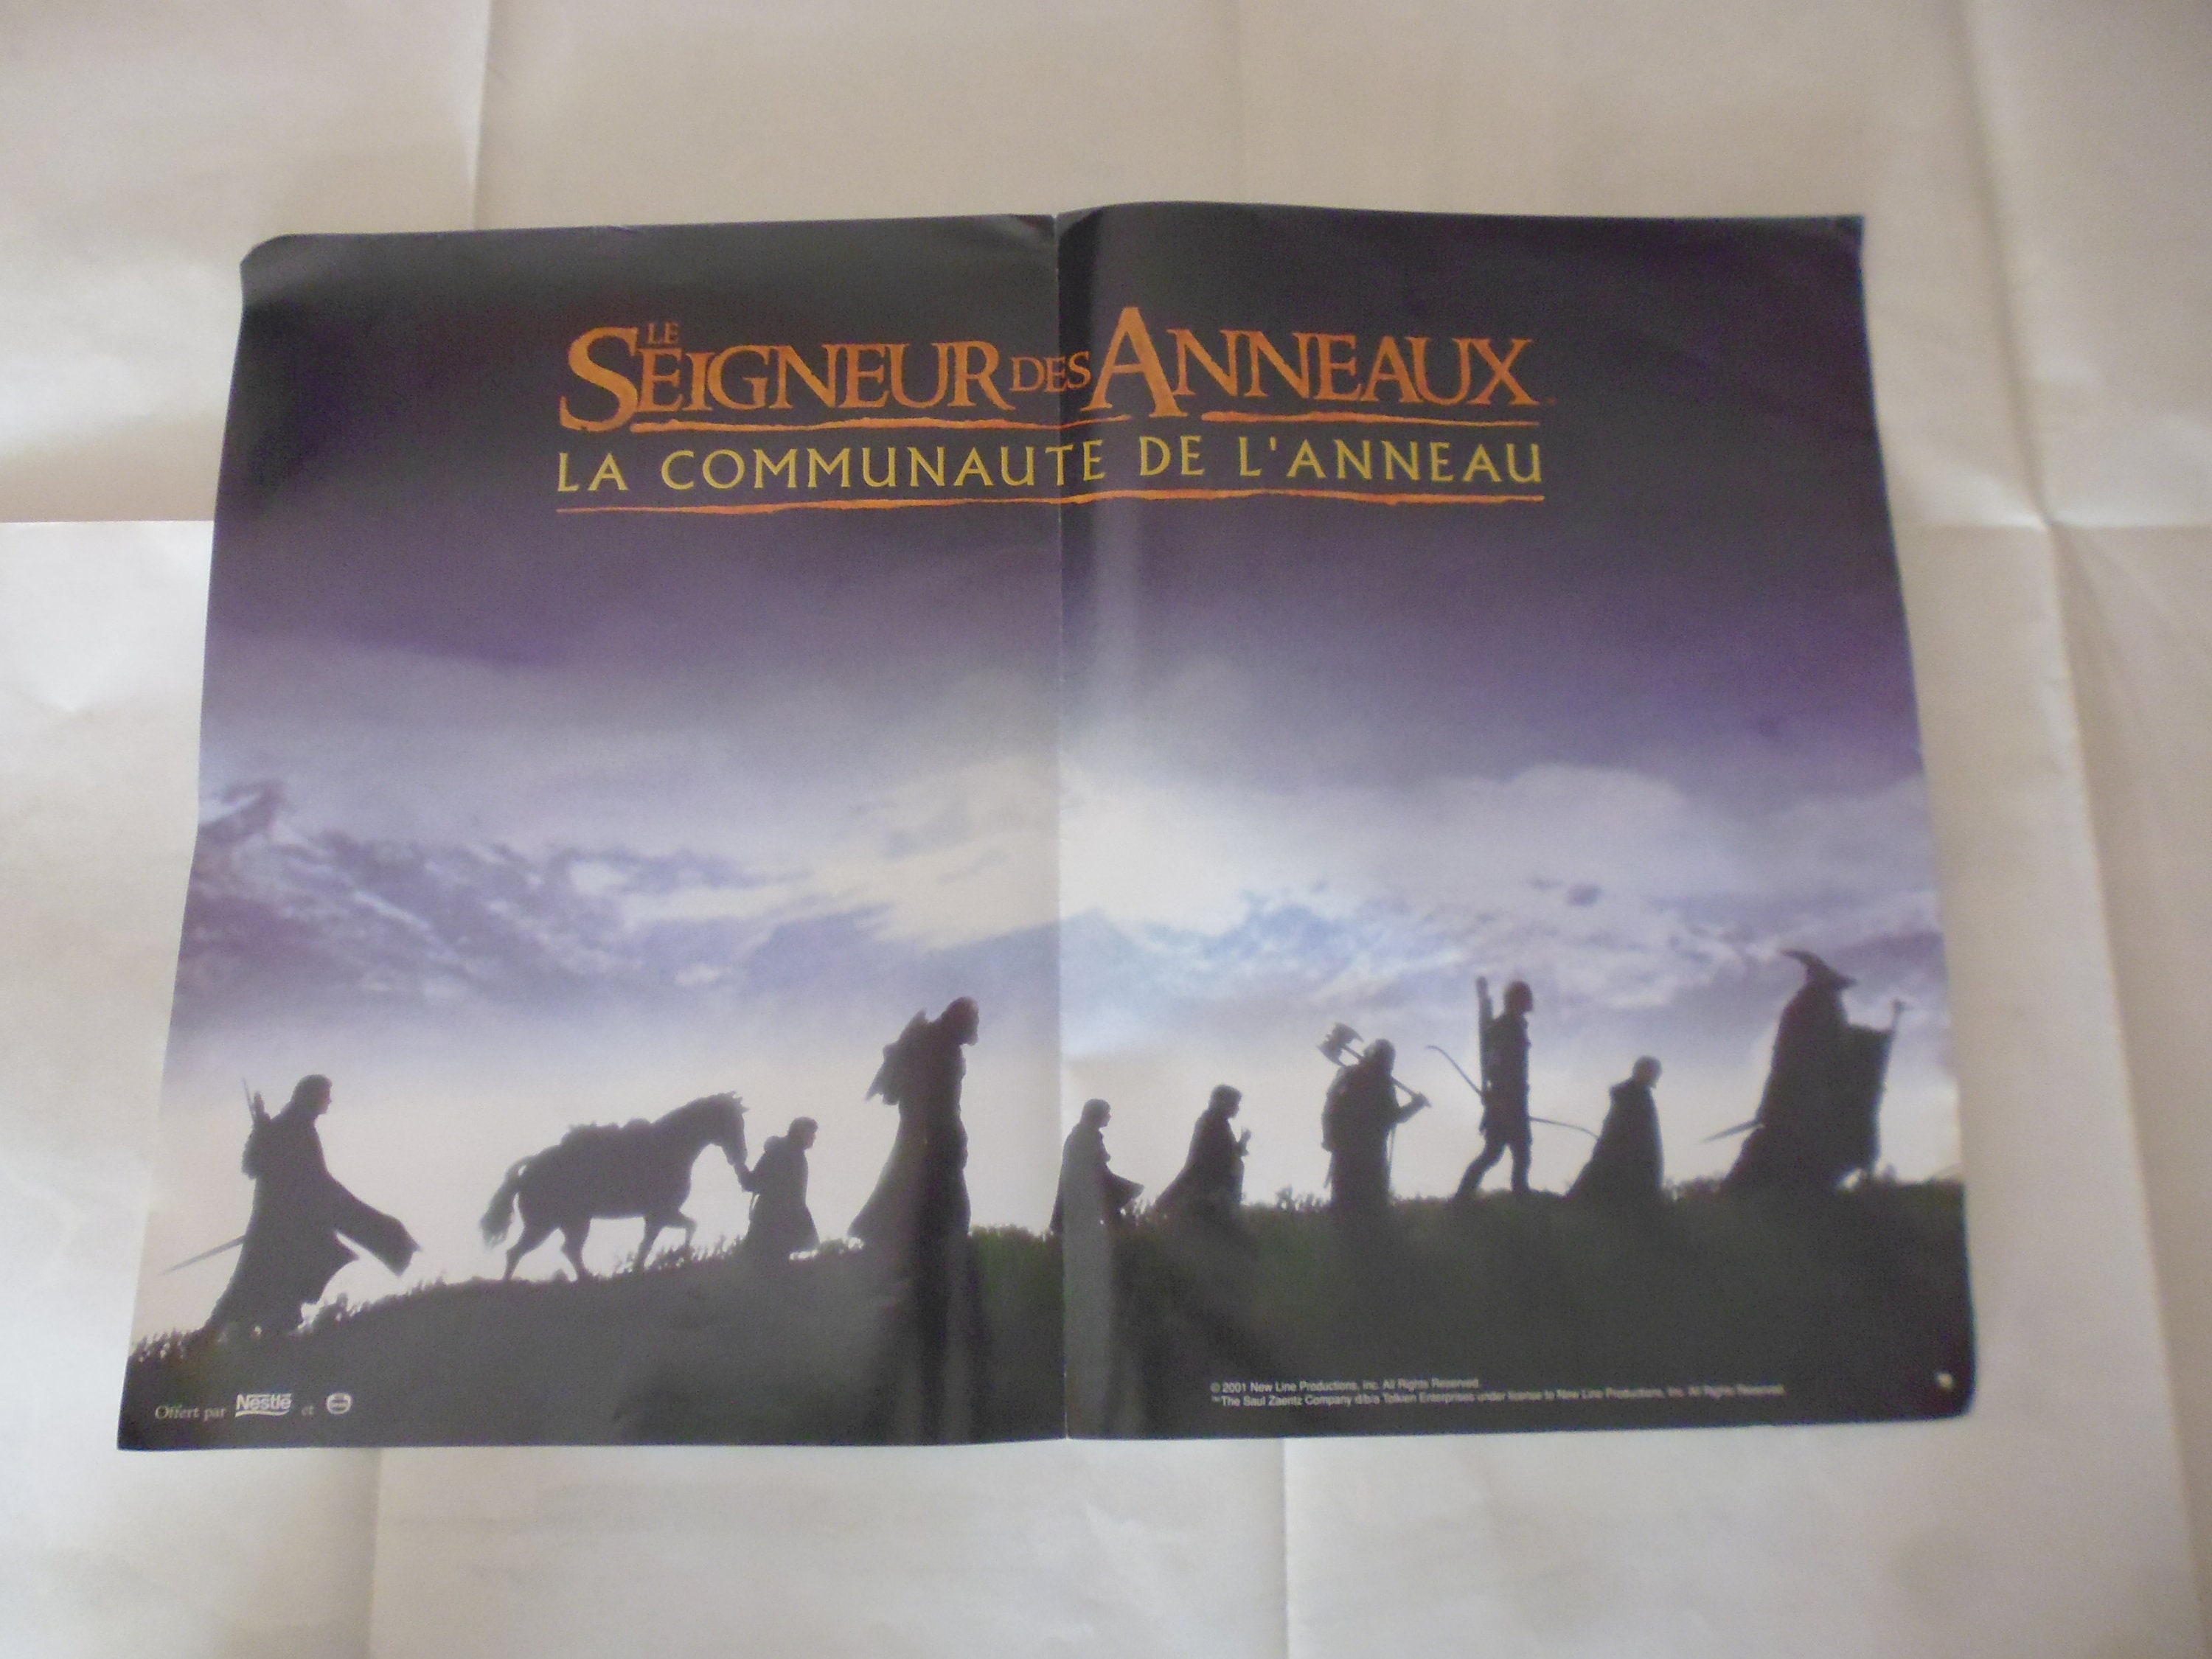 LE
SEIGNEUR DES ANNEAUX
LA COMMUNAUTE DE L'ANNEAU
Offert par Nestlé et
© 2001 New Line Productions, Inc. All Rights Reserved.
™The Saul Zaentz Company d/b/a Tolkien Enterprises under license to New Line Productions, Inc. All Rights Reserved.